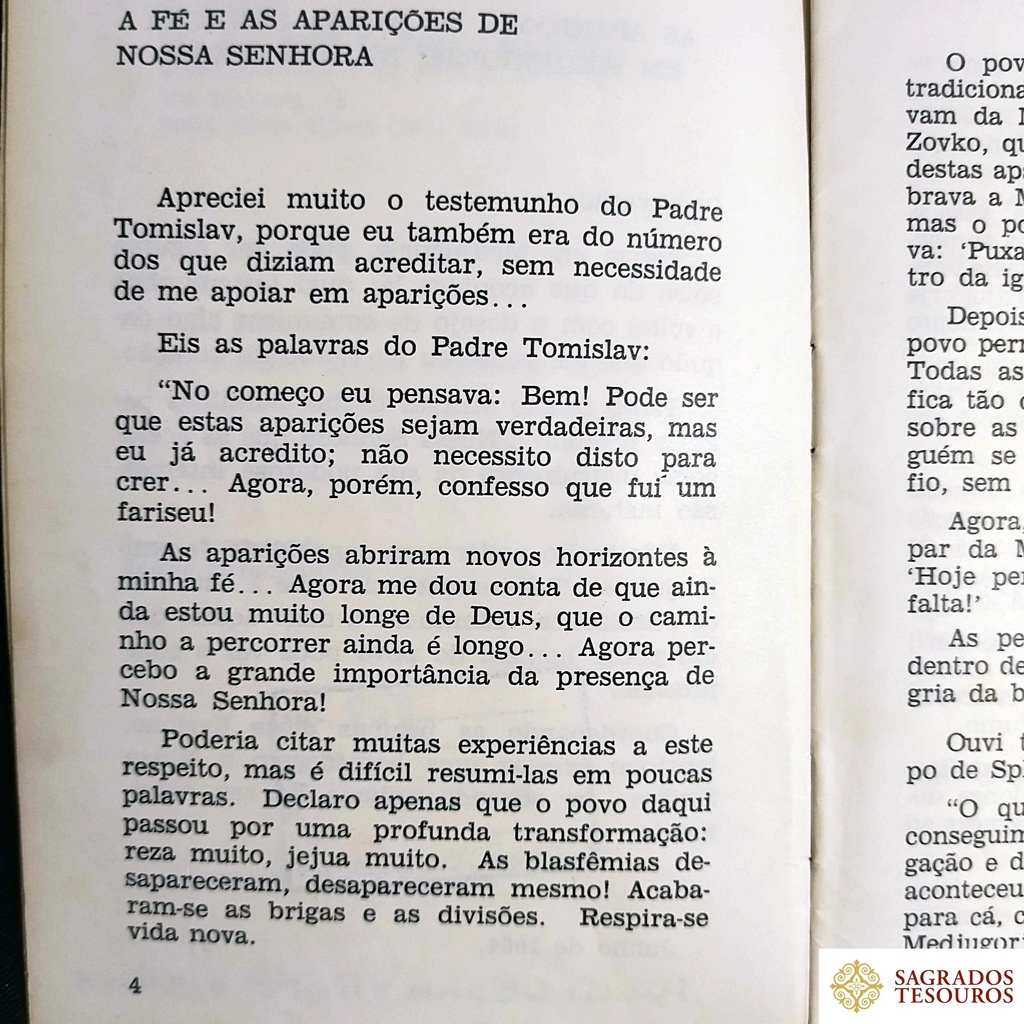 A FÉ E AS APARIÇÕES DE
NOSSA SENHORA
Apreciei muito o testemunho do Padre
Tomislav, porque eu também era do número
dos que diziam acreditar, sem necessidade
de me apoiar em aparições...
Eis as palavras do Padre Tomislav:
“No começo eu pensava: Bem! Pode ser
que estas aparições sejam verdadeiras, mas
eu já acredito; não necessito disto para
crer... Agora, porém, confesso que fui um
fariseu!
As aparições abriram novos horizontes à
minha fé... Agora me dou conta de que ain-
da estou muito longe de Deus, que o cami-
nho a percorrer ainda é longo... Agora per-
cebo a grande importância da presença de
Nossa Senhora!
Poderia citar muitas experiências a este
respeito, mas é difícil resumi-las em poucas
palavras. Declaro apenas que o povo daqui
passou por uma profunda transformação:
reza muito, jejua muito. As blasfêmias de-
sapareceram, desapareceram mesmo! Acaba-
ram-se as brigas e as divisões. Respira-se
vida nova.
4
O pov
tradiciona
vam da
Zovko, qu
destas ap
brava a
mas o po
va: ‘Puxa
tro da ig
Depois
povo per
Todas as
fica tão
sobre as
guém se
fio, sem
Agora,
par da
‘Hoje per
falta!’
As pe
dentro de
gria da b
Ouvi
po de Spl
“O qu
conseguim
gação e d
aconteceu
para cá, c
Medjugori
SAGRADOS
TESOUROS